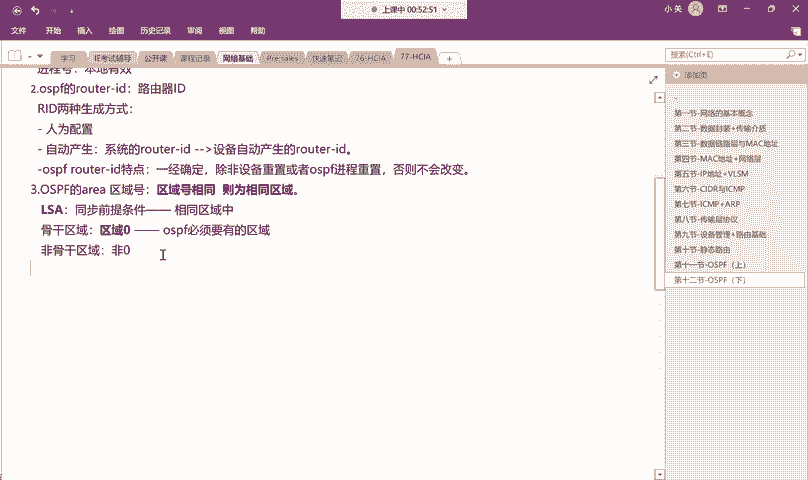 上课中 00:52:51
小 关
文件 开始 插入 绘图 历史记录 审阅 视图 帮助
学习 IE考试辅导 公开课 课程记录 网络基础 Pre sales 快速笔记 76-HCIA 77-HCIA +
搜索(Ctrl+E)
添加页
进程号：本地有效
2.ospf的router-id：路由器ID
RID两种生成方式：
- 人为配置
- 自动产生：系统的router-id -->设备自动产生的router-id。
-ospf router-id特点：一经确定，除非设备重置或者ospf进程重置，否则不会改变。
3.OSPF的area 区域号：区域号相同 则为相同区域。
LSA：同步前提条件—— 相同区域中
骨干区域：区域0 —— ospf必须要有的区域
非骨干区域：非0
第一节-网络的基本概念
第二节-数据封装+传输介质
第三节-数据链路层与MAC地址
第四节-MAC地址+网络层
第五节-IP地址+VLSM
第六节-CIDR与ICMP
第七节-ICMP+ARP
第八节-传输层协议
第九节-设备管理+路由基础
第十节-静态路由
第十一节-OSPF（上）
第十二节-OSPF（下）